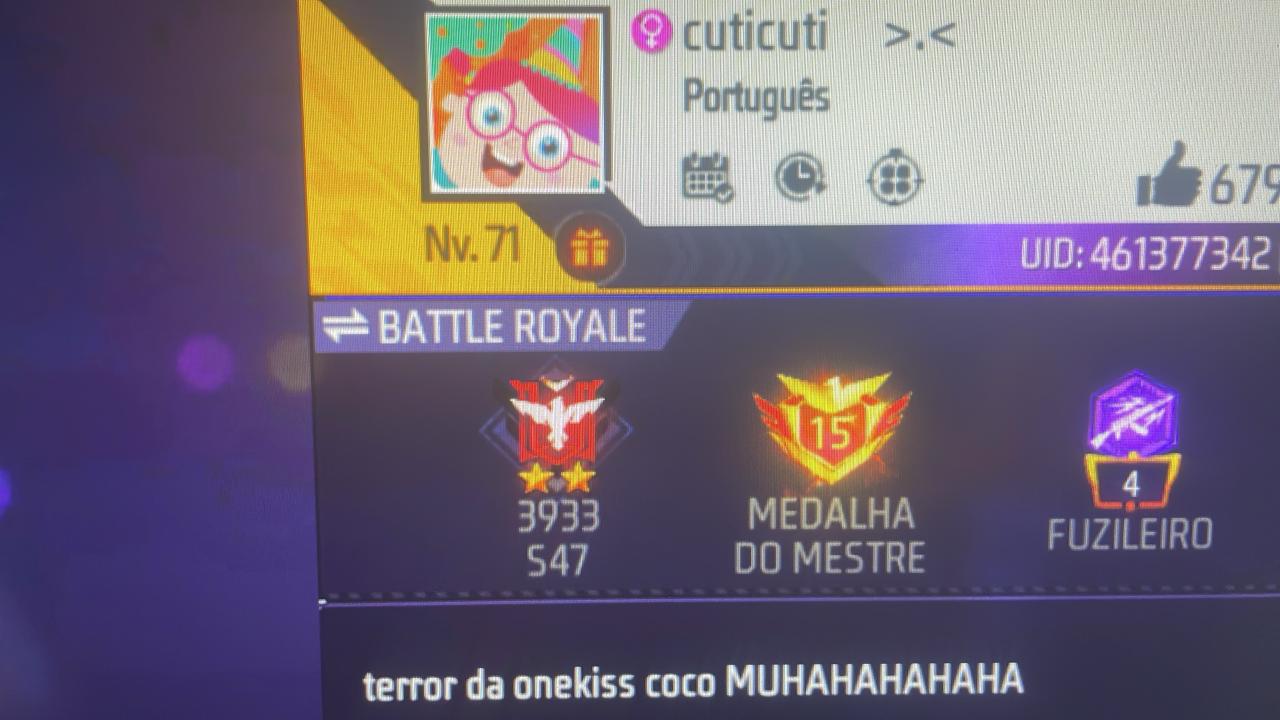 cuticuti >.<
Português
679
Nv. 71
UID: 461377342
BATTLE ROYALE
15
4
3933
S47
MEDALHA
DO MESTRE
FUZILEIRO
terror da onekiss coco MUHAHAHAHAHA